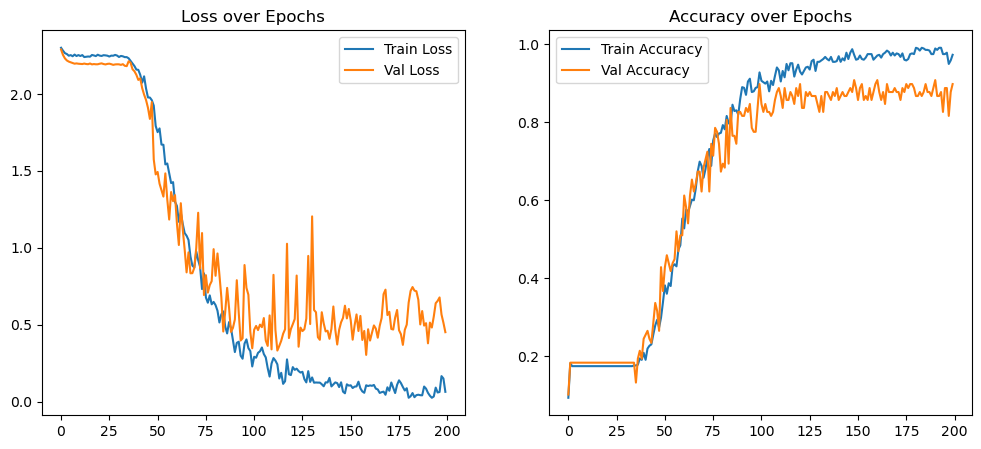 Loss over Epochs
Train Loss
Val Loss
2.0
1.5
1.0
0.5
0.0
0 25 50 75 100 125 150 175 200
Accuracy over Epochs
Train Accuracy
Val Accuracy
1.0
0.8
0.6
0.4
0.2
0 25 50 75 100 125 150 175 200